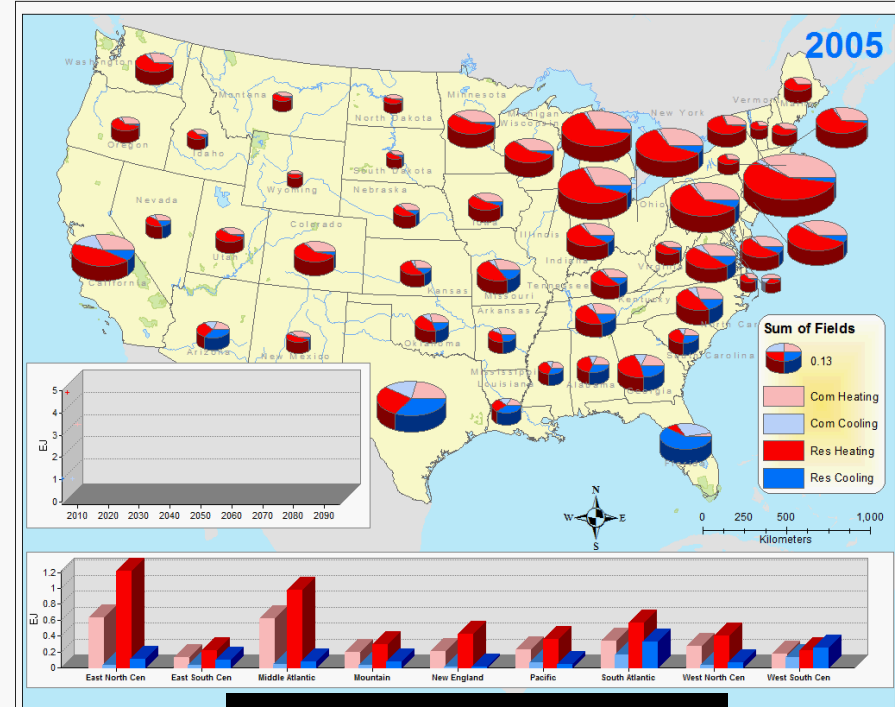 2005
Washington
Montana
North Dakota
Minnesota
Michigan
Wisconsin
New York
Vermont
Oregon
Idaho
South Dakota
Wyoming
Nebraska
Iowa
Nevada
Utah
Colorado
Illinois
Ohio
Indiana
California
Kansas
Missouri
Virginia
Kentucky
Tennessee
Arkansas
North Car
Arizona
New Mexico
Oklahoma
South Carolina
Mississippi
Louisiana
Alabama
Georgia
Florida
Sum of Fields
0.13
Com Heating
Com Cooling
Res Heating
Res Cooling
N
W E
S
0 250 500 1,000
Kilometers
5
4
3
2
1
0
EJ
2010 2020 2030 2040 2050 2060 2070 2080 2090
1.2
1
0.8
0.6
0.4
0.2
0
EJ
East North Cen East South Cen Middle Atlantic Mountain New England Pacific South Atlantic West North Cen West South Cen